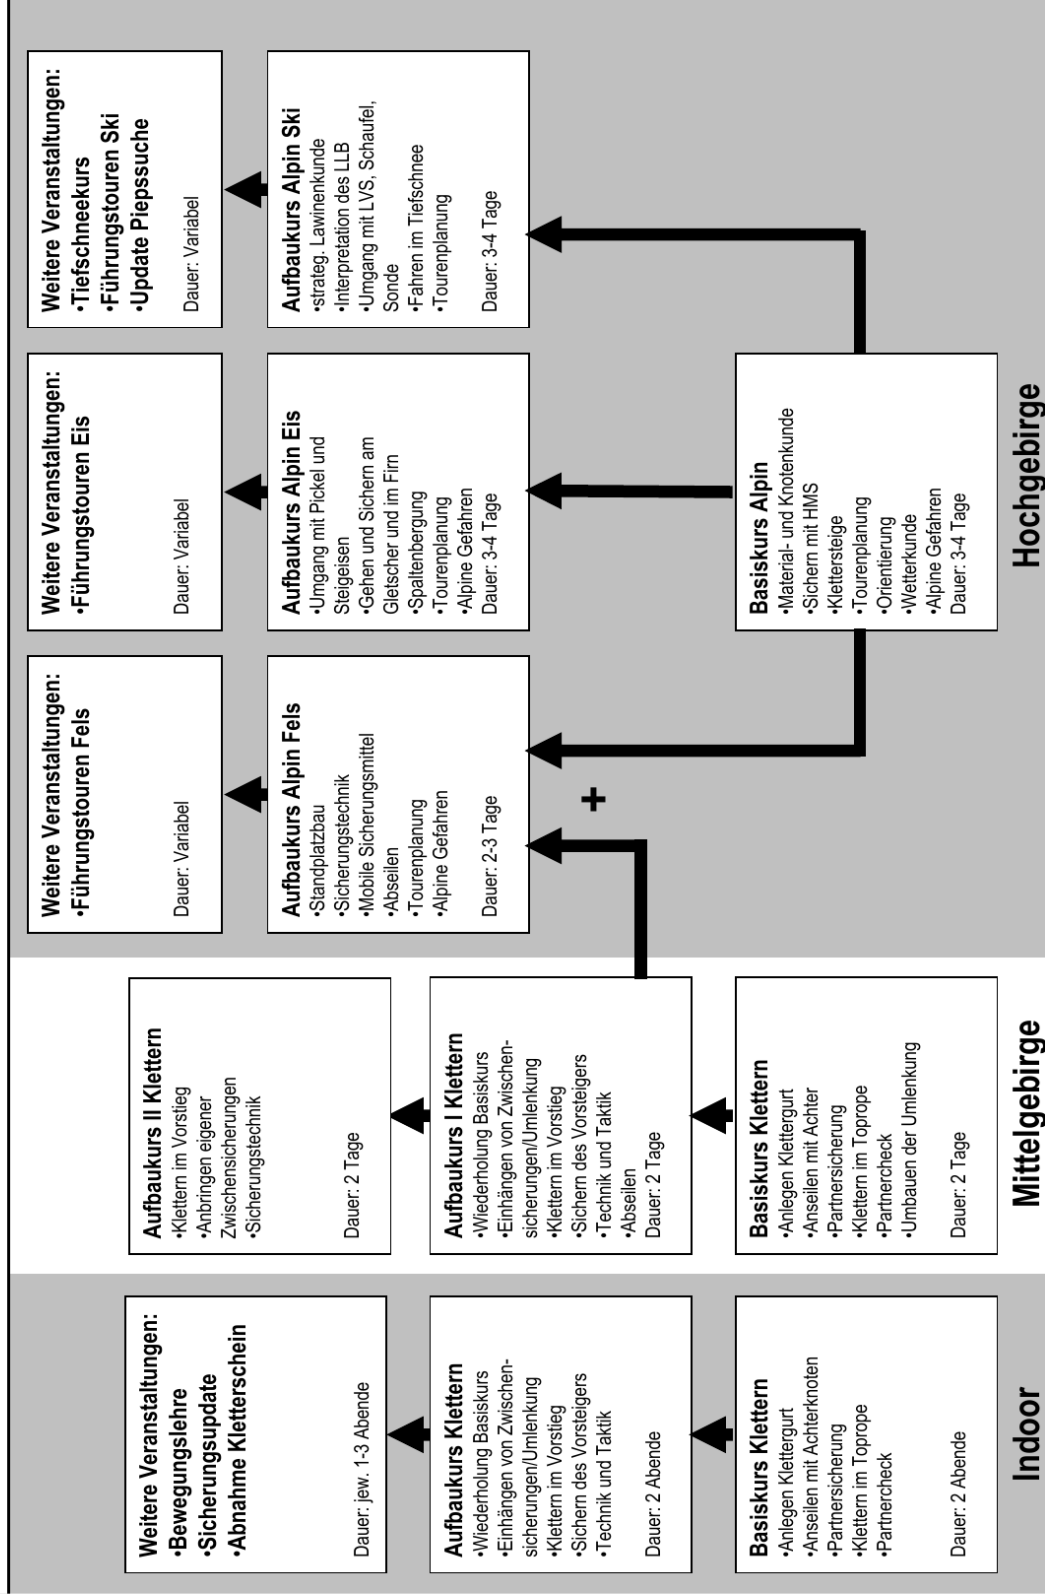 Weitere Veranstaltungen:
•Bewegungslehre
•Sicherungsupdate
•Abnahme Kletterschein
Dauer: jew. 1-3 Abende
Aufbaukurs Klettern
•Wiederholung Basiskurs
•Einhängen von Zwischen-
sicherungen/Umlenkung
•Klettern im Vorstieg
•Sichern des Vorsteigers
•Technik und Taktik
Dauer: 2 Abende
Basiskurs Klettern
•Anlegen Klettergurt
•Anseilen mit Achterknoten
•Partnersicherung
•Klettern im Toprope
•Partnercheck
Dauer: 2 Abende
Indoor
Aufbaukurs II Klettern
•Klettern im Vorstieg
•Anbringen eigener
Zwischensicherungen
•Sicherungstechnik
Dauer: 2 Tage
Aufbaukurs I Klettern
•Wiederholung Basiskurs
•Einhängen von Zwischen-
sicherungen/Umlenkung
•Klettern im Vorstieg
•Sichern des Vorsteigers
•Technik und Taktik
•Abseilen
Dauer: 2 Tage
Basiskurs Klettern
•Anlegen Klettergurt
•Anseilen mit Achter
•Partnersicherung
•Klettern im Toprope
•Partnercheck
•Umbauen der Umlenkung
Dauer: 2 Tage
Mittelgebirge
Weitere Veranstaltungen:
•Führungstouren Fels
Dauer: Variabel
Aufbaukurs Alpin Fels
•Standplatzbau
•Sicherungstechnik
•Mobile Sicherungsmittel
•Abseilen
•Tourenplanung
•Alpine Gefahren
Dauer: 2-3 Tage
+
Weitere Veranstaltungen:
•Führungstouren Eis
Dauer: Variabel
Aufbaukurs Alpin Eis
•Umgang mit Pickel und
Steigeisen
•Gehen und Sichern am
Gletscher und im Firn
•Spaltenbergung
•Tourenplanung
•Alpine Gefahren
Dauer: 3-4 Tage
Basiskurs Alpin
•Material- und Knotenkunde
•Sichern mit HMS
•Klettersteige
•Tourenplanung
•Orientierung
•Wetterkunde
•Alpine Gefahren
Dauer: 3-4 Tage
Weitere Veranstaltungen:
•Tiefschneekurs
•Führungstouren Ski
•Update Piepssuche
Dauer: Variabel
Aufbaukurs Alpin Ski
•strateg. Lawinenkunde
•Interpretation des LLB
•Umgang mit LVS, Schaufel,
Sonde
•Fahren im Tiefschnee
•Tourenplanung
Dauer: 3-4 Tage
Hochgebirge